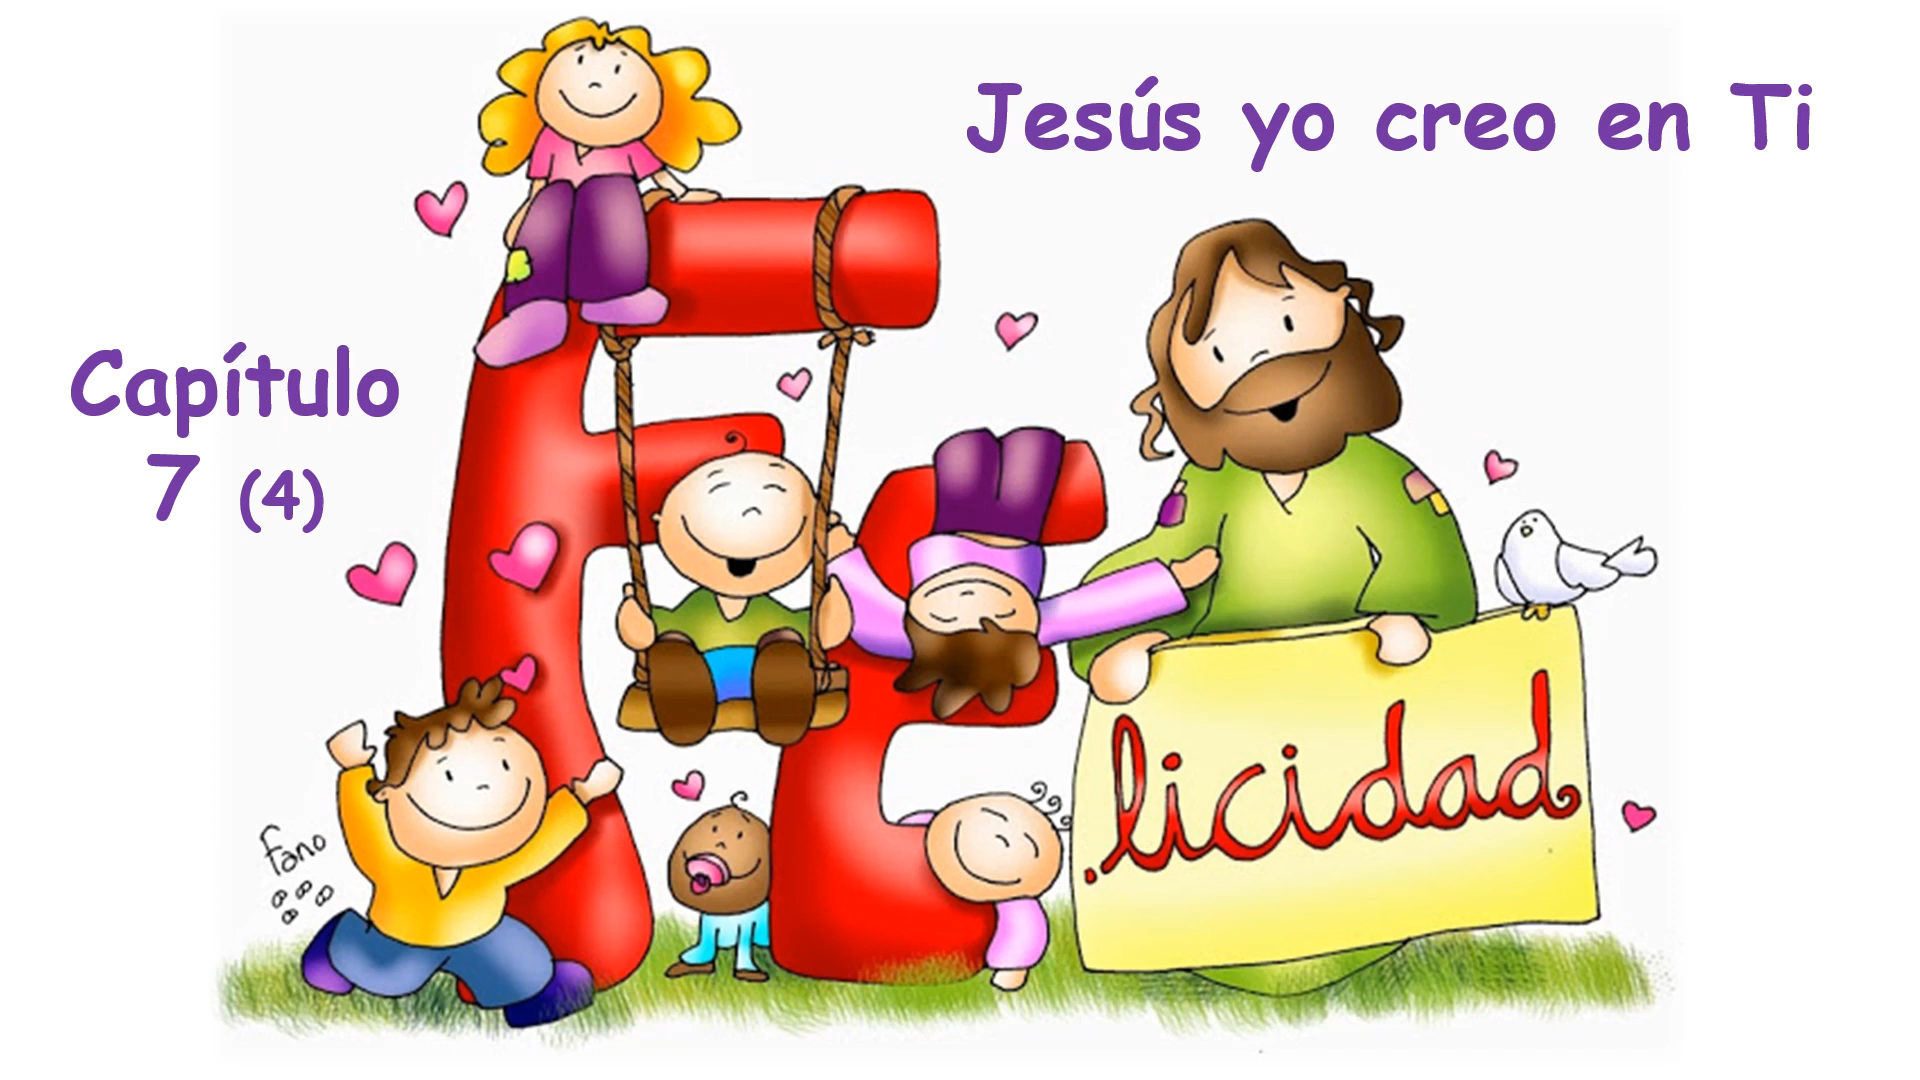 Jesús yo creo en Ti
Capítulo
7 (4)
FE
.licidad
fano